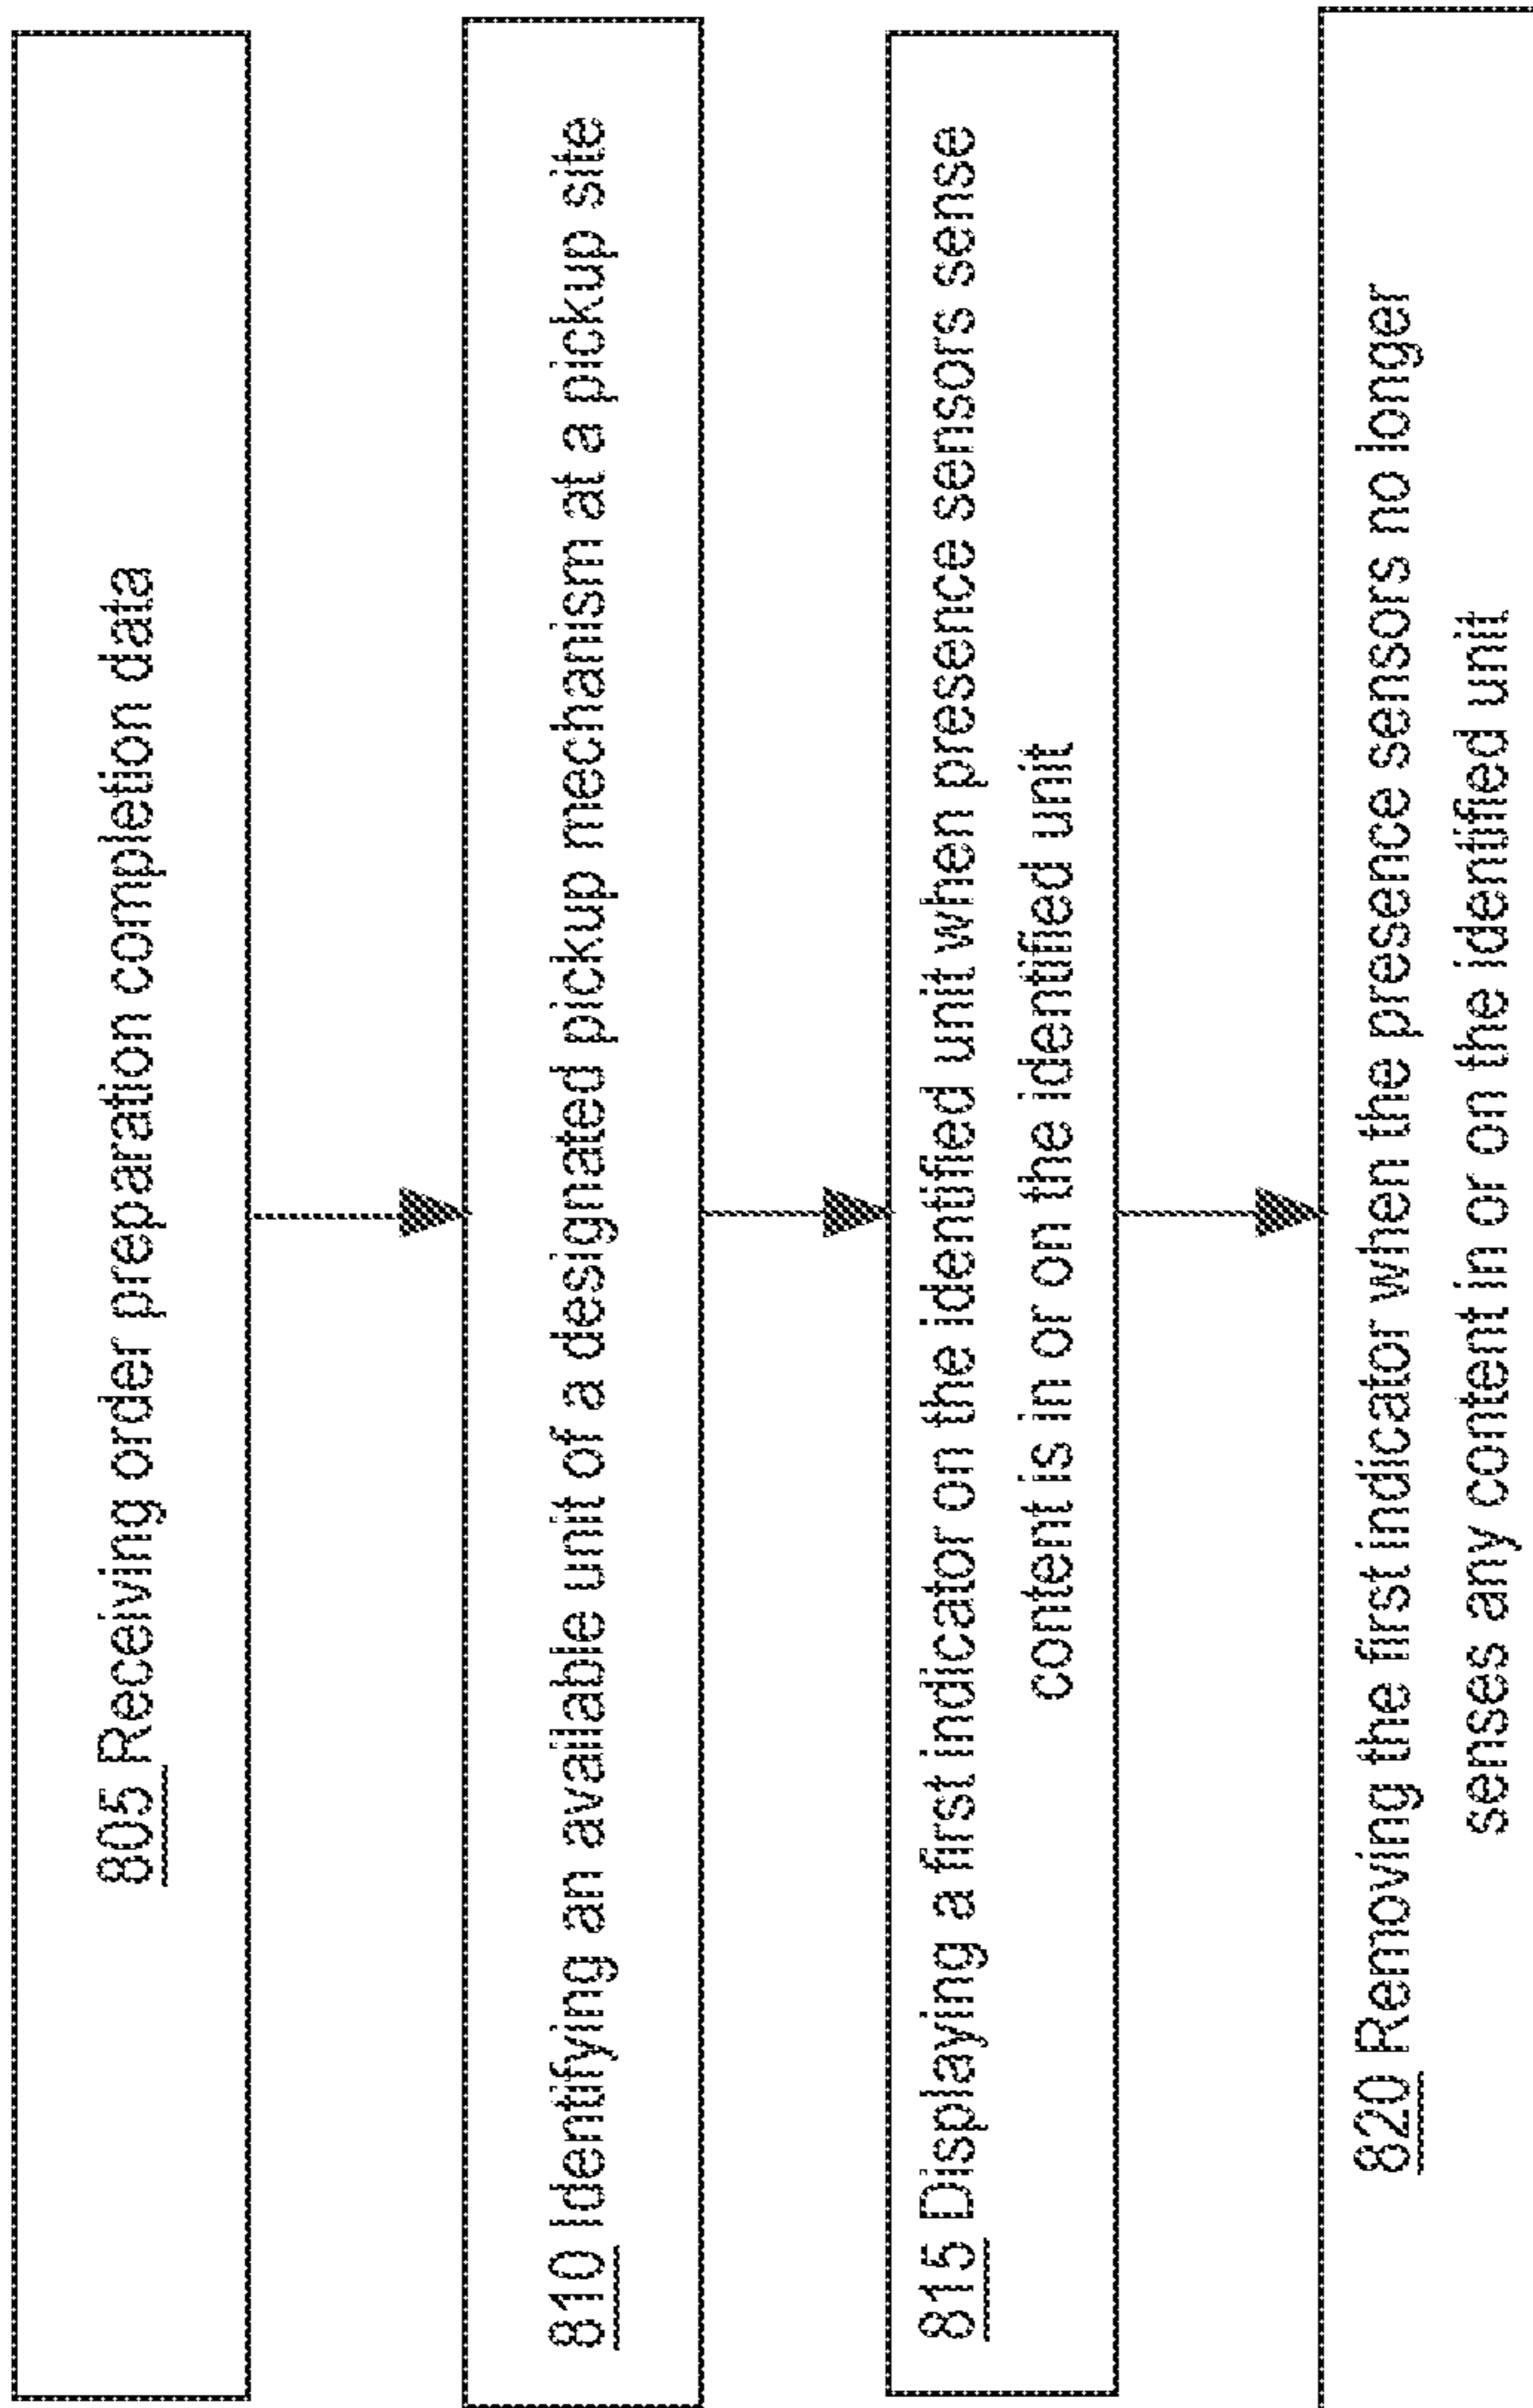 805 Receiving order preparation completion data
810 Identifying an available unit of a designated pickup mechanism at a pickup site
815 Displaying a first indicator on the identified unit when presence sensors sense
content is in or on the identified unit
820 Removing the first indicator when the presence sensors no longer
senses any content in or on the identified unit